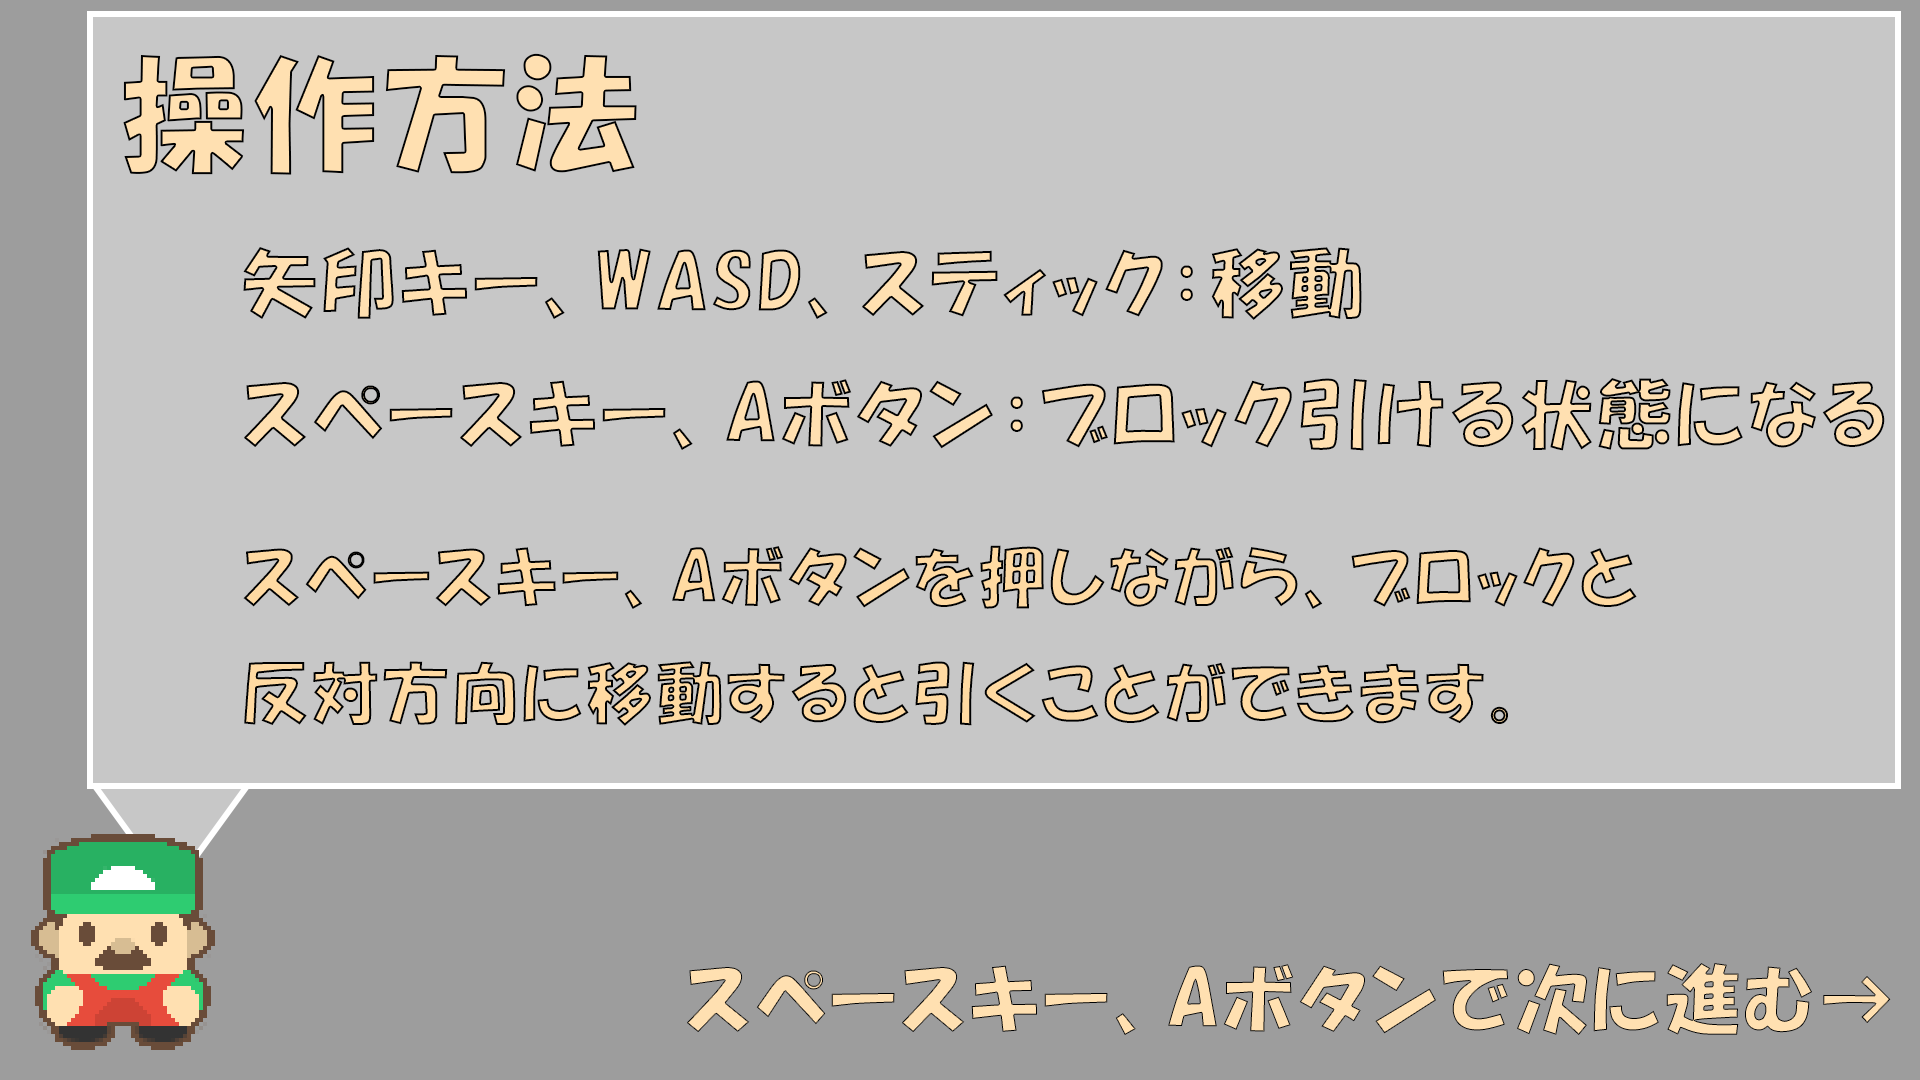 操作方法
矢印キー、WASD、スティック：移動
スペースキー、Aボタン：ブロック引ける状態になる
スペースキー、Aボタンを押しながら、ブロックと
反対方向に移動すると引くことができます。
スペースキー、Aボタンで次に進む→